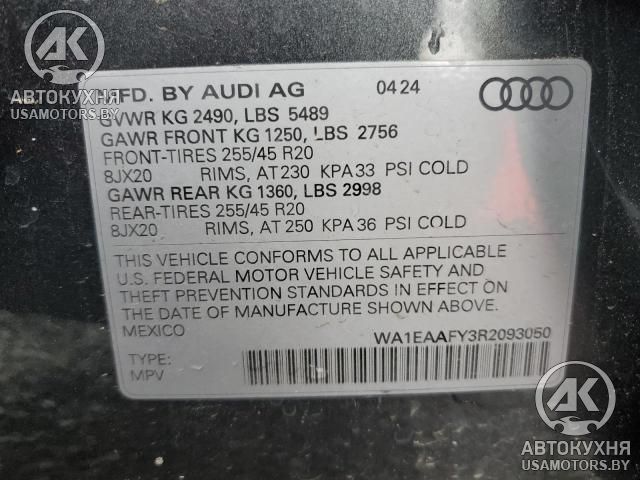 AK
АВТОКУХНЯ
USAMOTORS.BY
MFD. BY AUDI AG 04 24
GVWR KG 2490, LBS 5489
GAWR FRONT KG 1250, LBS 2756
FRONT-TIRES 255/45 R20
8JX20 RIMS, AT 230 KPA 33 PSI COLD
GAWR REAR KG 1360, LBS 2998
REAR-TIRES 255/45 R20
8JX20 RIMS, AT 250 KPA 36 PSI COLD
THIS VEHICLE CONFORMS TO ALL APPLICABLE
U.S. FEDERAL MOTOR VEHICLE SAFETY AND
THEFT PREVENTION STANDARDS IN EFFECT ON
THE DATE OF MANUFACTURE SHOWN ABOVE.
MEXICO WA1EAAFY3R2093050
TYPE:
MPV
AK
АВТОКУХНЯ
USAMOTORS.BY